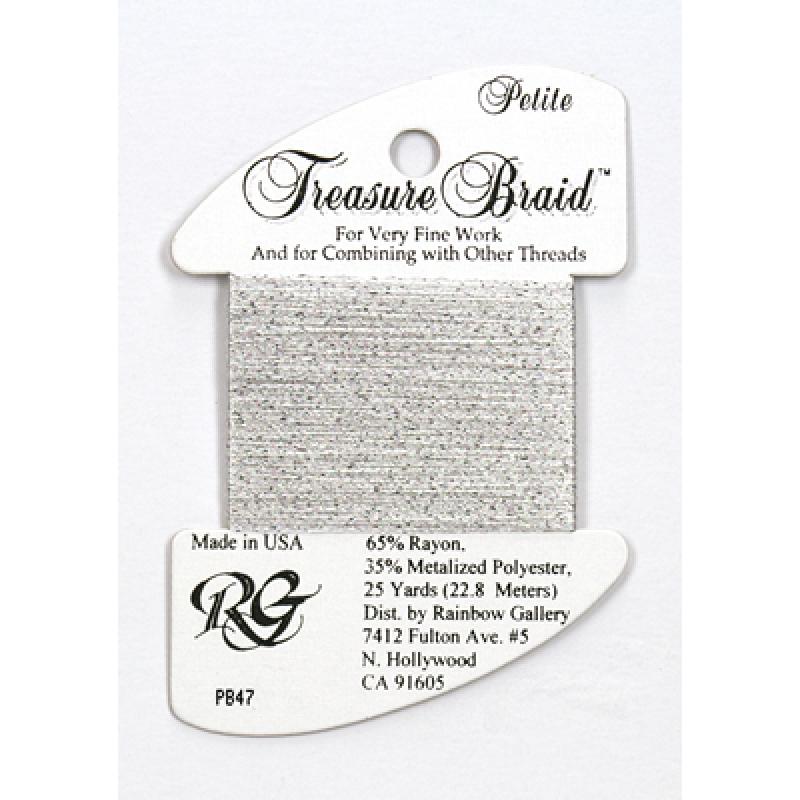 Petite
Treasure Braid™
For Very Fine Work
And for Combining with Other Threads
Made in USA
RG
PB47
65% Rayon,
35% Metalized Polyester,
25 Yards (22.8 Meters)
Dist. by Rainbow Gallery
7412 Fulton Ave. #5
N. Hollywood
CA 91605